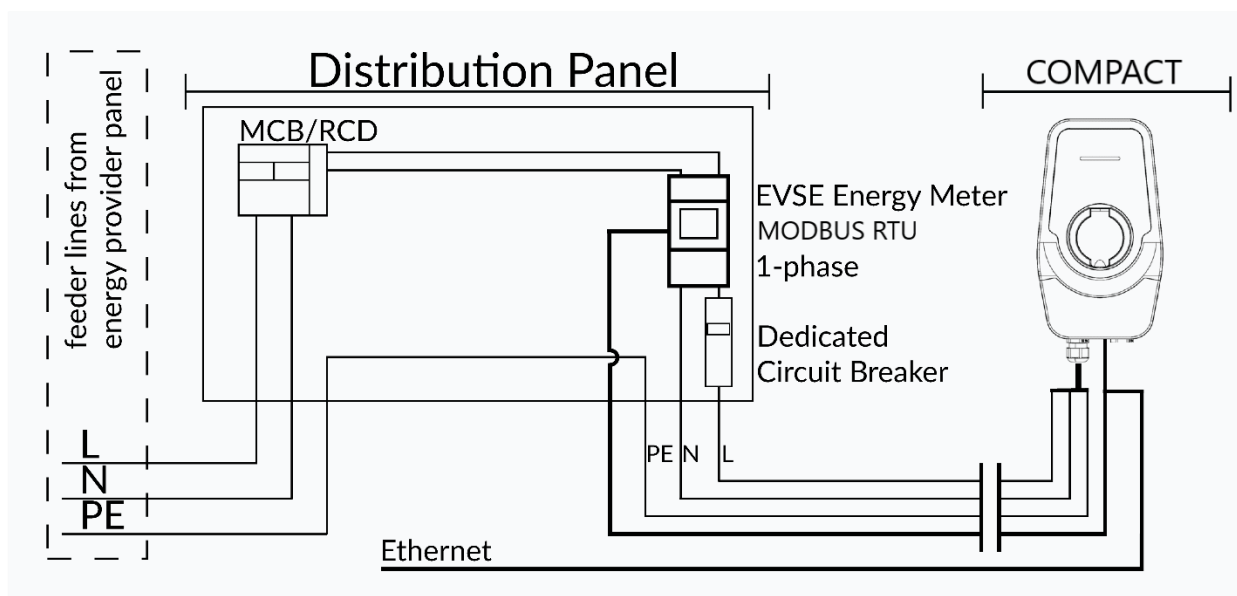 Distribution Panel
COMPACT
feeder lines from
energy provider panel
MCB/RCD
EVSE Energy Meter
MODBUS RTU
1-phase
Dedicated
Circuit Breaker
L
N
PE
PE N L
Ethernet